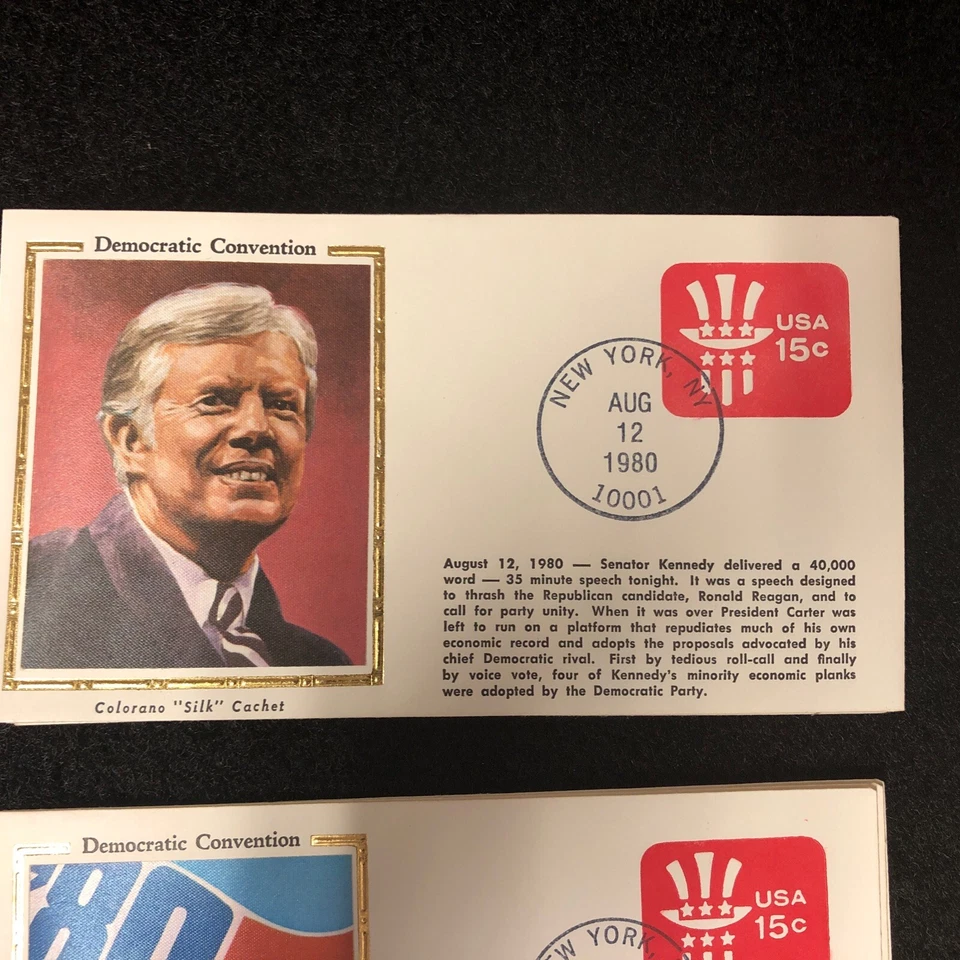 Democratic Convention
USA
15c
NEW YORK, NY
AUG
12
1980
10001
August 12, 1980 — Senator Kennedy delivered a 40,000
word — 35 minute speech tonight. It was a speech designed
to thrash the Republican candidate, Ronald Reagan, and to
call for party unity. When it was over President Carter was
left to run on a platform that repudiates much of his own
economic record and adopts the proposals advocated by his
chief Democratic rival. First by tedious roll-call and finally
by voice vote, four of Kennedy's minority economic planks
were adopted by the Democratic Party.
Colorano "Silk" Cachet
Democratic Convention
'80
USA
15c
YORK,